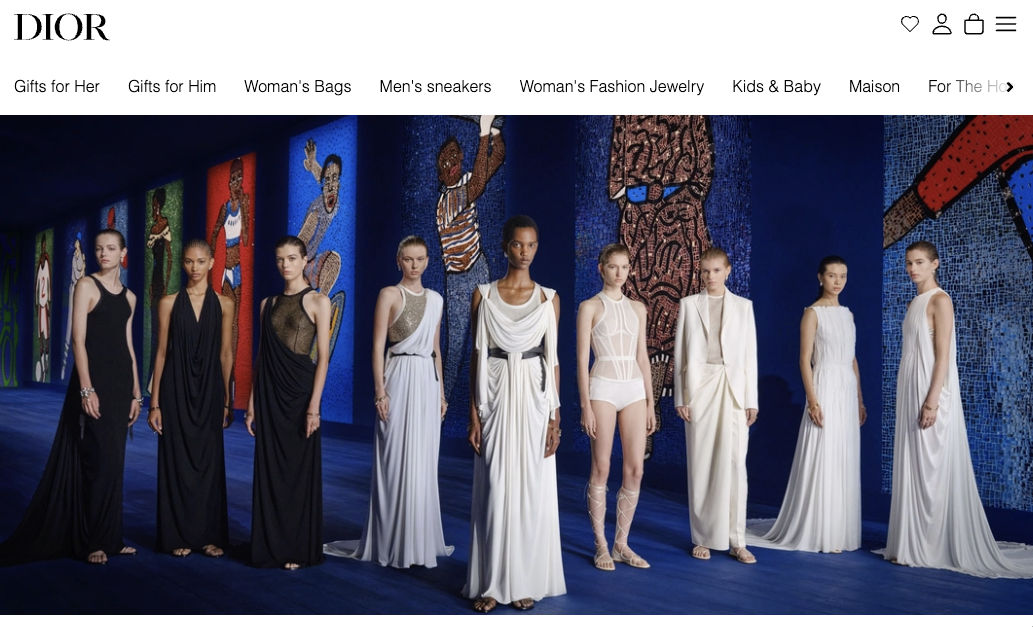 DIOR
Gifts for Her Gifts for Him Woman's Bags Men's sneakers Woman's Fashion Jewelry Kids & Baby Maison For The Ho